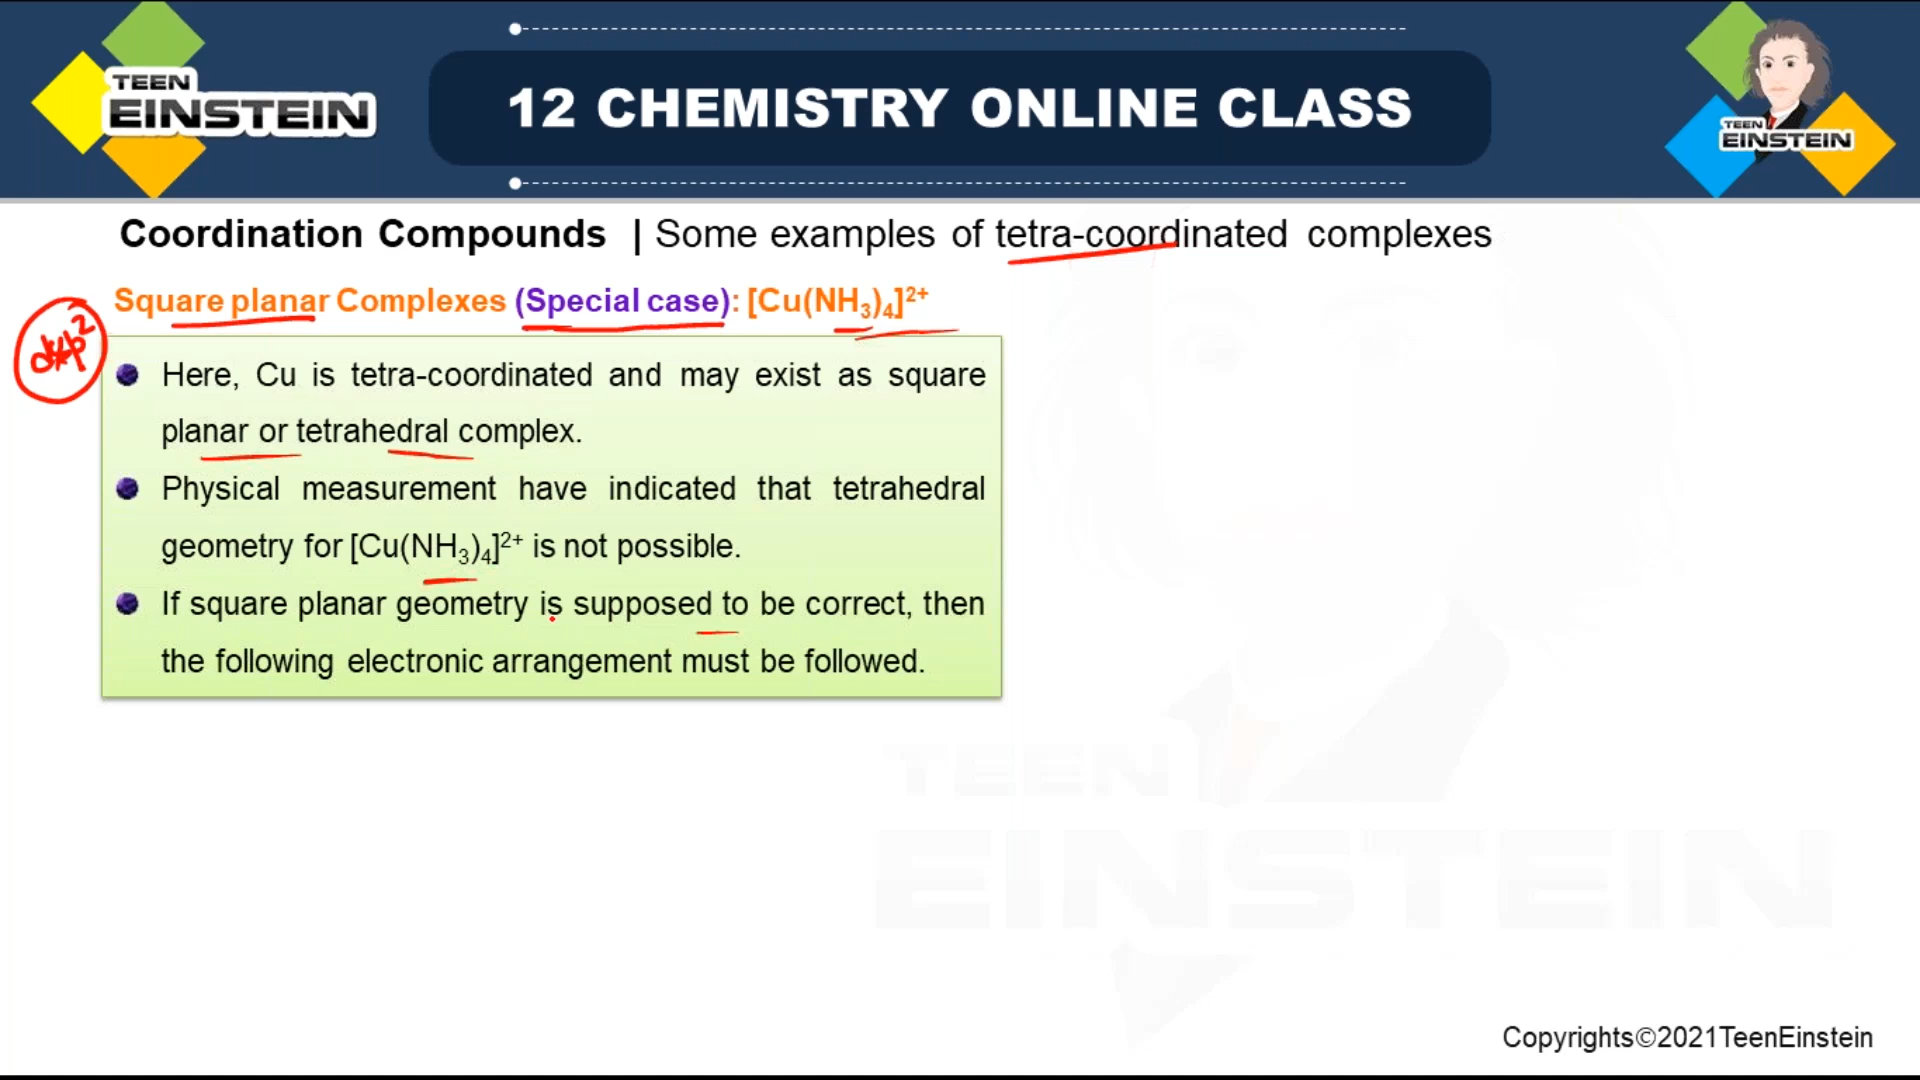 TEEN
EINSTEIN
12 CHEMISTRY ONLINE CLASS
TEEN
EINSTEIN
Coordination Compounds | Some examples of tetra-coordinated complexes
Square planar Complexes (Special case): [Cu(NH₃)₄]²⁺
dsp²
Here, Cu is tetra-coordinated and may exist as square
planar or tetrahedral complex.
Physical measurement have indicated that tetrahedral
geometry for [Cu(NH₃)₄]²⁺ is not possible.
If square planar geometry is supposed to be correct, then
the following electronic arrangement must be followed.
TEEN
EINSTEIN
Copyrights©2021TeenEinstein